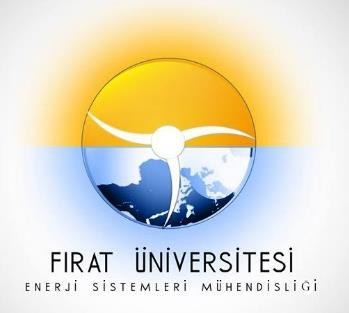 FIRAT ÜNİVERSİTESİ
ENERJİ SİSTEMLERİ MÜHENDİSLİĞİ